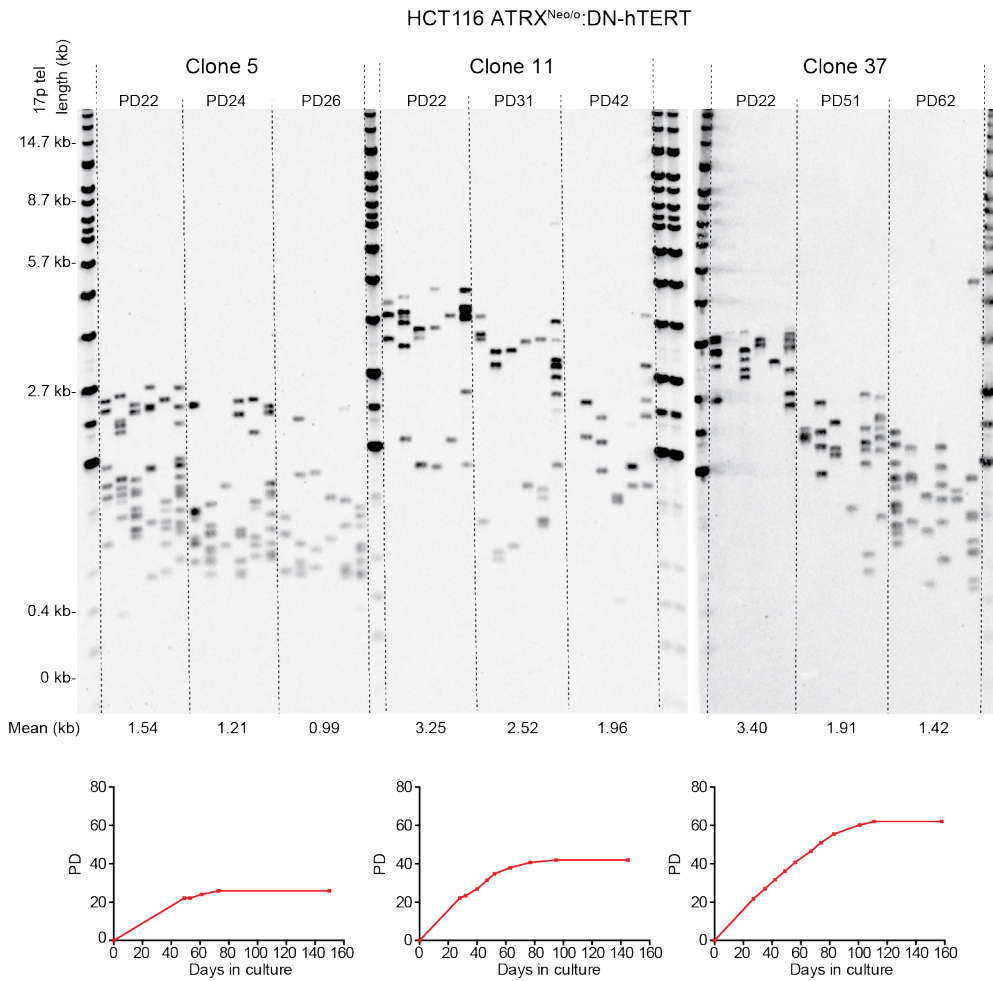 HCT116 ATRXNeo/o:DN-hTERT
17p tel
length (kb)
Clone 5 Clone 11 Clone 37
PD22 PD24 PD26 PD22 PD31 PD42 PD22 PD51 PD62
14.7 kb-
8.7 kb-
5.7 kb-
2.7 kb-
0.4 kb-
0 kb-
Mean (kb) 1.54 1.21 0.99 3.25 2.52 1.96 3.40 1.91 1.42
80 80 80
60 60 60
PD 40 PD 40 PD 40
20 20 20
0 0 0
0 20 40 60 80 100 120 140 160 0 20 40 60 80 100 120 140 160 0 20 40 60 80 100 120 140 160
Days in culture Days in culture Days in culture